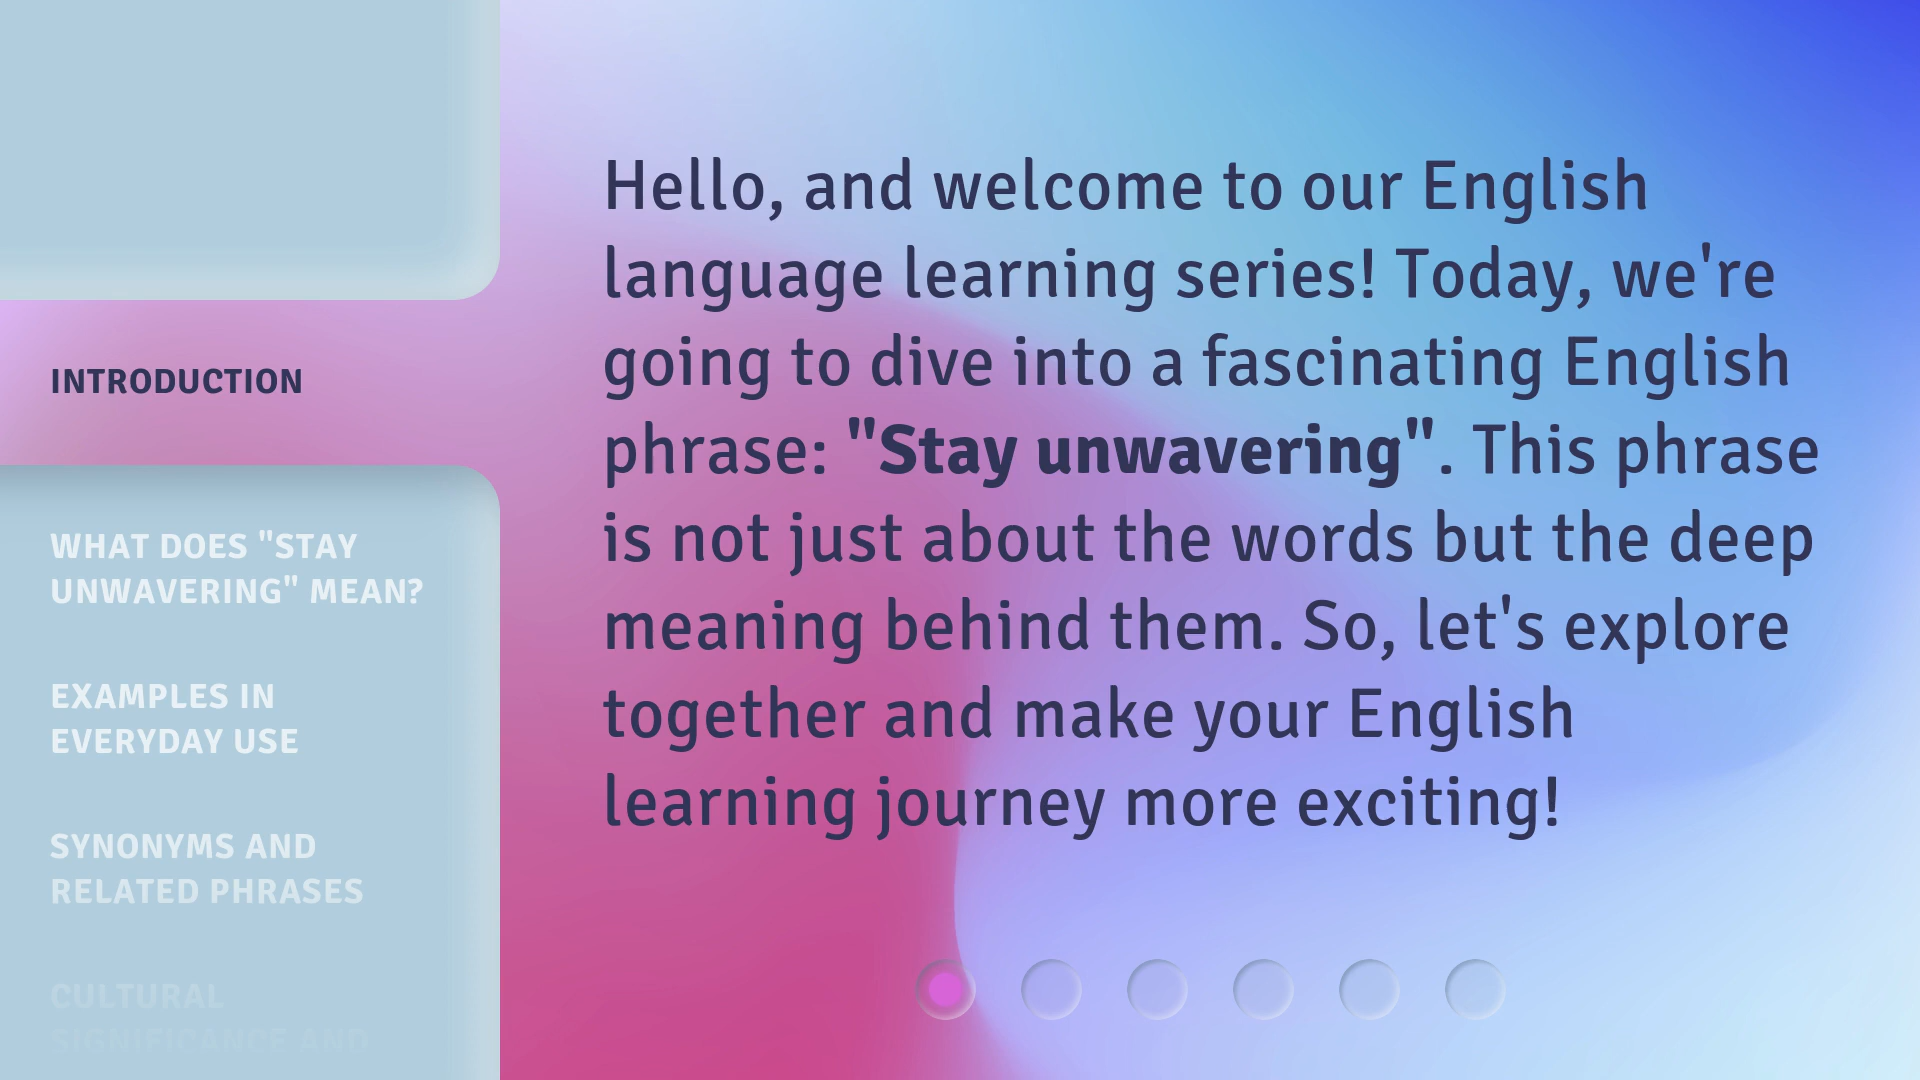 INTRODUCTION
WHAT DOES "STAY
UNWAVERING" MEAN?
EXAMPLES IN
EVERYDAY USE
SYNONYMS AND
RELATED PHRASES
CULTURAL
SIGNIFICANCE AND
Hello, and welcome to our English
language learning series! Today, we're
going to dive into a fascinating English
phrase: "Stay unwavering". This phrase
is not just about the words but the deep
meaning behind them. So, let's explore
together and make your English
learning journey more exciting!